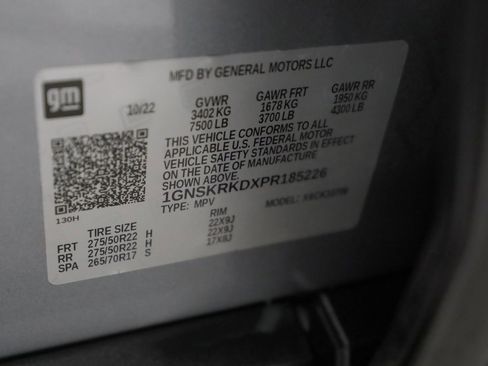 gm
MFD BY GENERAL MOTORS LLC
10/22 GVWR GAWR FRT GAWR RR
3402 KG 1678 KG 1950 KG
7500 LB 3700 LB 4300 LB
THIS VEHICLE CONFORMS TO ALL
APPLICABLE U.S. FEDERAL MOTOR
VEHICLE SAFETY STANDARDS IN EFFECT
ON THE DATE OF MANUFACTURE
SHOWN ABOVE.
1GNSKRKDXPR185226
TYPE: MPV MODEL:
130H
TIRE SIZE RIM
FRT 275/50R22 H 22X9J
RR 275/50R22 H 22X9J
SPA 265/70R17 S 17X8J